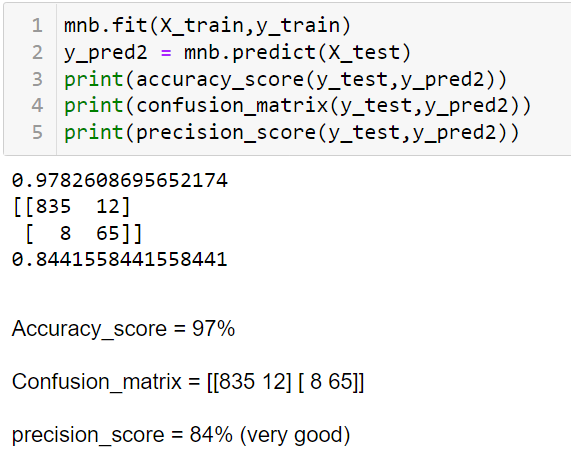 1 mnb.fit(X_train,y_train)
2 y_pred2 = mnb.predict(X_test)
3 print(accuracy_score(y_test,y_pred2))
4 print(confusion_matrix(y_test,y_pred2))
5 print(precision_score(y_test,y_pred2))
0.9782608695652174
[[835  12]
 [  8  65]]
0.8441558441558441
Accuracy_score = 97%
Confusion_matrix = [[835 12] [ 8 65]]
precision_score = 84% (very good)